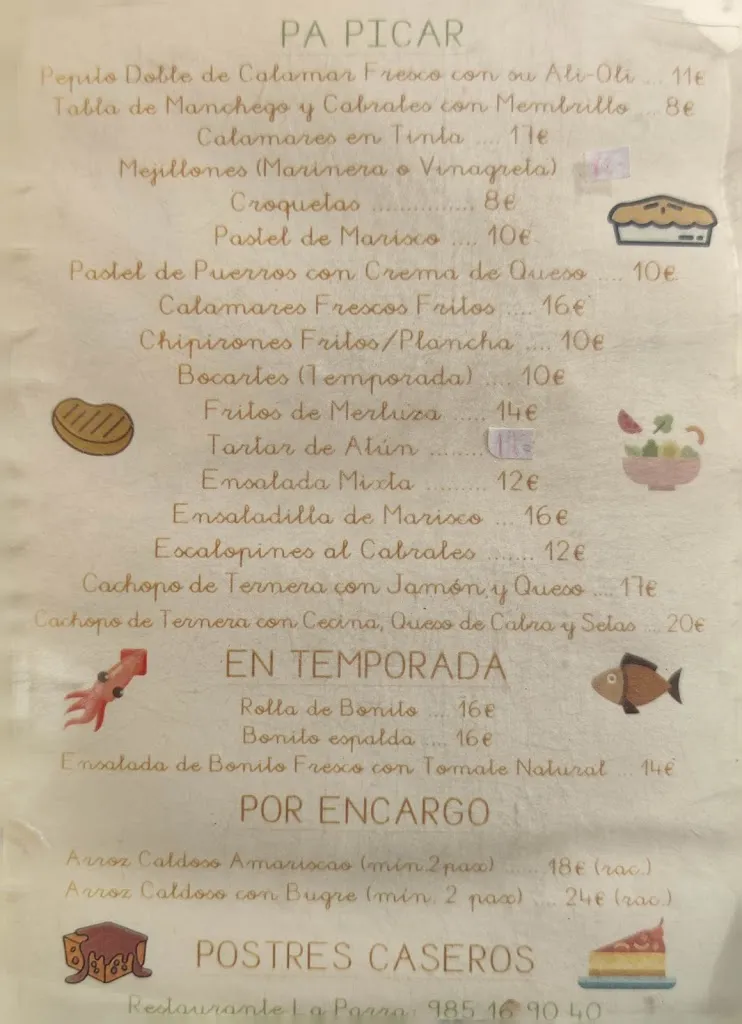 PA PICAR
Pepito Doble de Calamar Fresco con su Ali-Oli ... 11€
Tabla de Manchego y Cabrales con Membrillo ... 8€
Calamares en Tinta .... 17€
Mejillones (Marinera o Vinagreta)
Croquetas ............... 8€
Pastel de Marisco .... 10€
Pastel de Puerros con Crema de Queso .... 10€
Calamares Frescos Fritos .... 16€
Chipirones Fritos/Plancha .... 10€
Bocartes (Temporada) .... 10€
Fritos de Merluza ..... 14€
Tartar de Atún ........
Ensalada Mixta ......... 12€
Ensaladilla de Marisco ... 16€
Escalopines al Cabrales ....... 12€
Cachopo de Ternera con Jamón y Queso .... 17€
Cachopo de Ternera con Cecina, Queso de Cabra y Setas ... 20€
EN TEMPORADA
Rolla de Bonito ... 16€
Bonito espalda ... 16€
Ensalada de Bonito Fresco con Tomate Natural ... 14€
POR ENCARGO
Arroz Caldoso Amariscao (mín.2 pax) ....... 18€ (rac.)
Arroz Caldoso con Bugre (mín. 2 pax) .... 24€ (rac.)
POSTRES CASEROS
Restaurante La Parra: 985 16 90 40